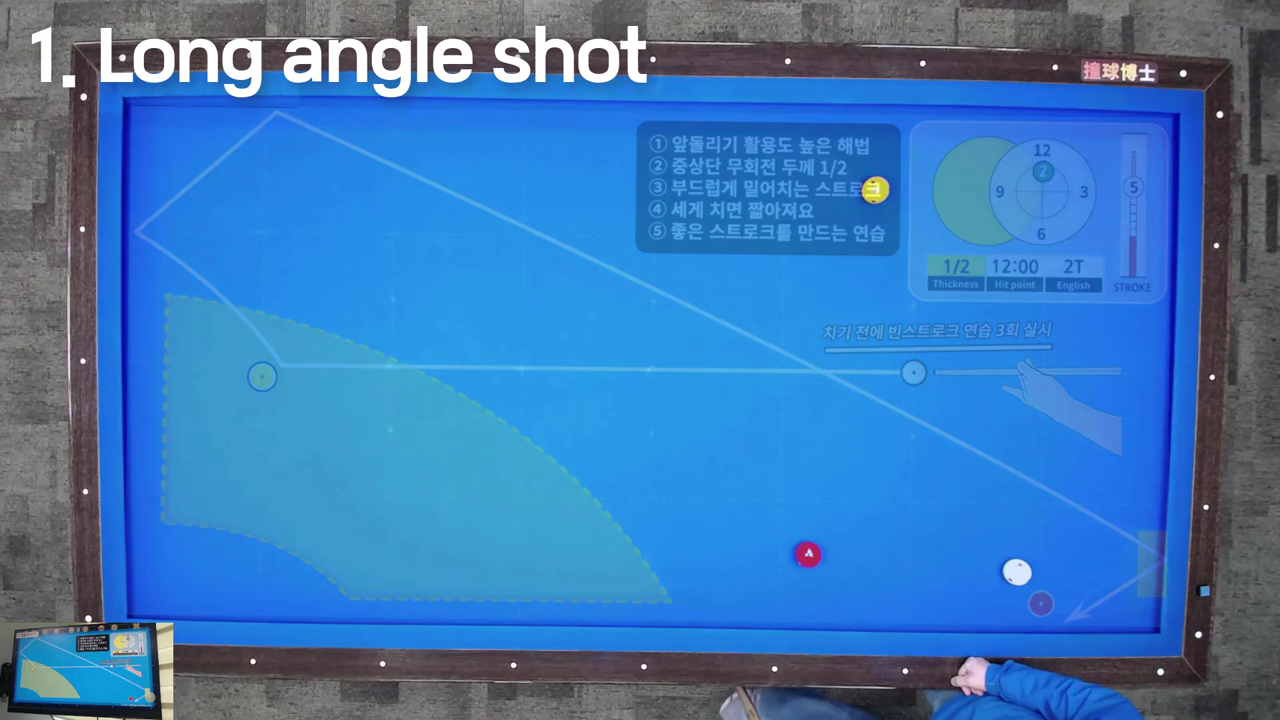 1. Long angle shot
撞球博士
① 앞돌리기 활용도 높은 해법
② 중상단 무회전 두께 1/2
③ 부드럽게 밀어치는 스트로크
④ 세게 치면 짧아져요
⑤ 좋은 스트로크를 만드는 연습
12
2
9
3
6
5
1/2 12:00 2T
Thickness Hit point English
STROKE
치기 전에 빈스트로크 연습 3회 실시